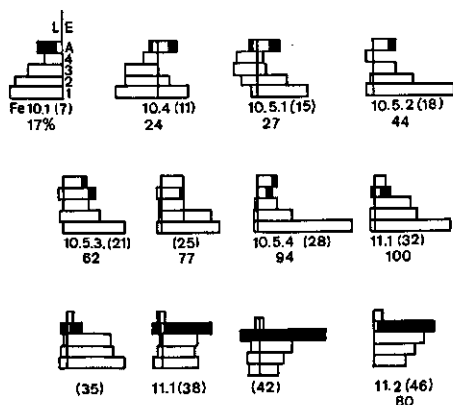 L E
A
4
3
2
1
Fe 10.1 (7) 10.4 (11) 10.5.1 (15) 10.5.2 (18)
17% 24 27 44
10.5.3. (21) (25) 10.5.4 (28) 11.1 (32)
62 77 94 100
(35) 11.1 (38) (42) 11.2 (46)
80